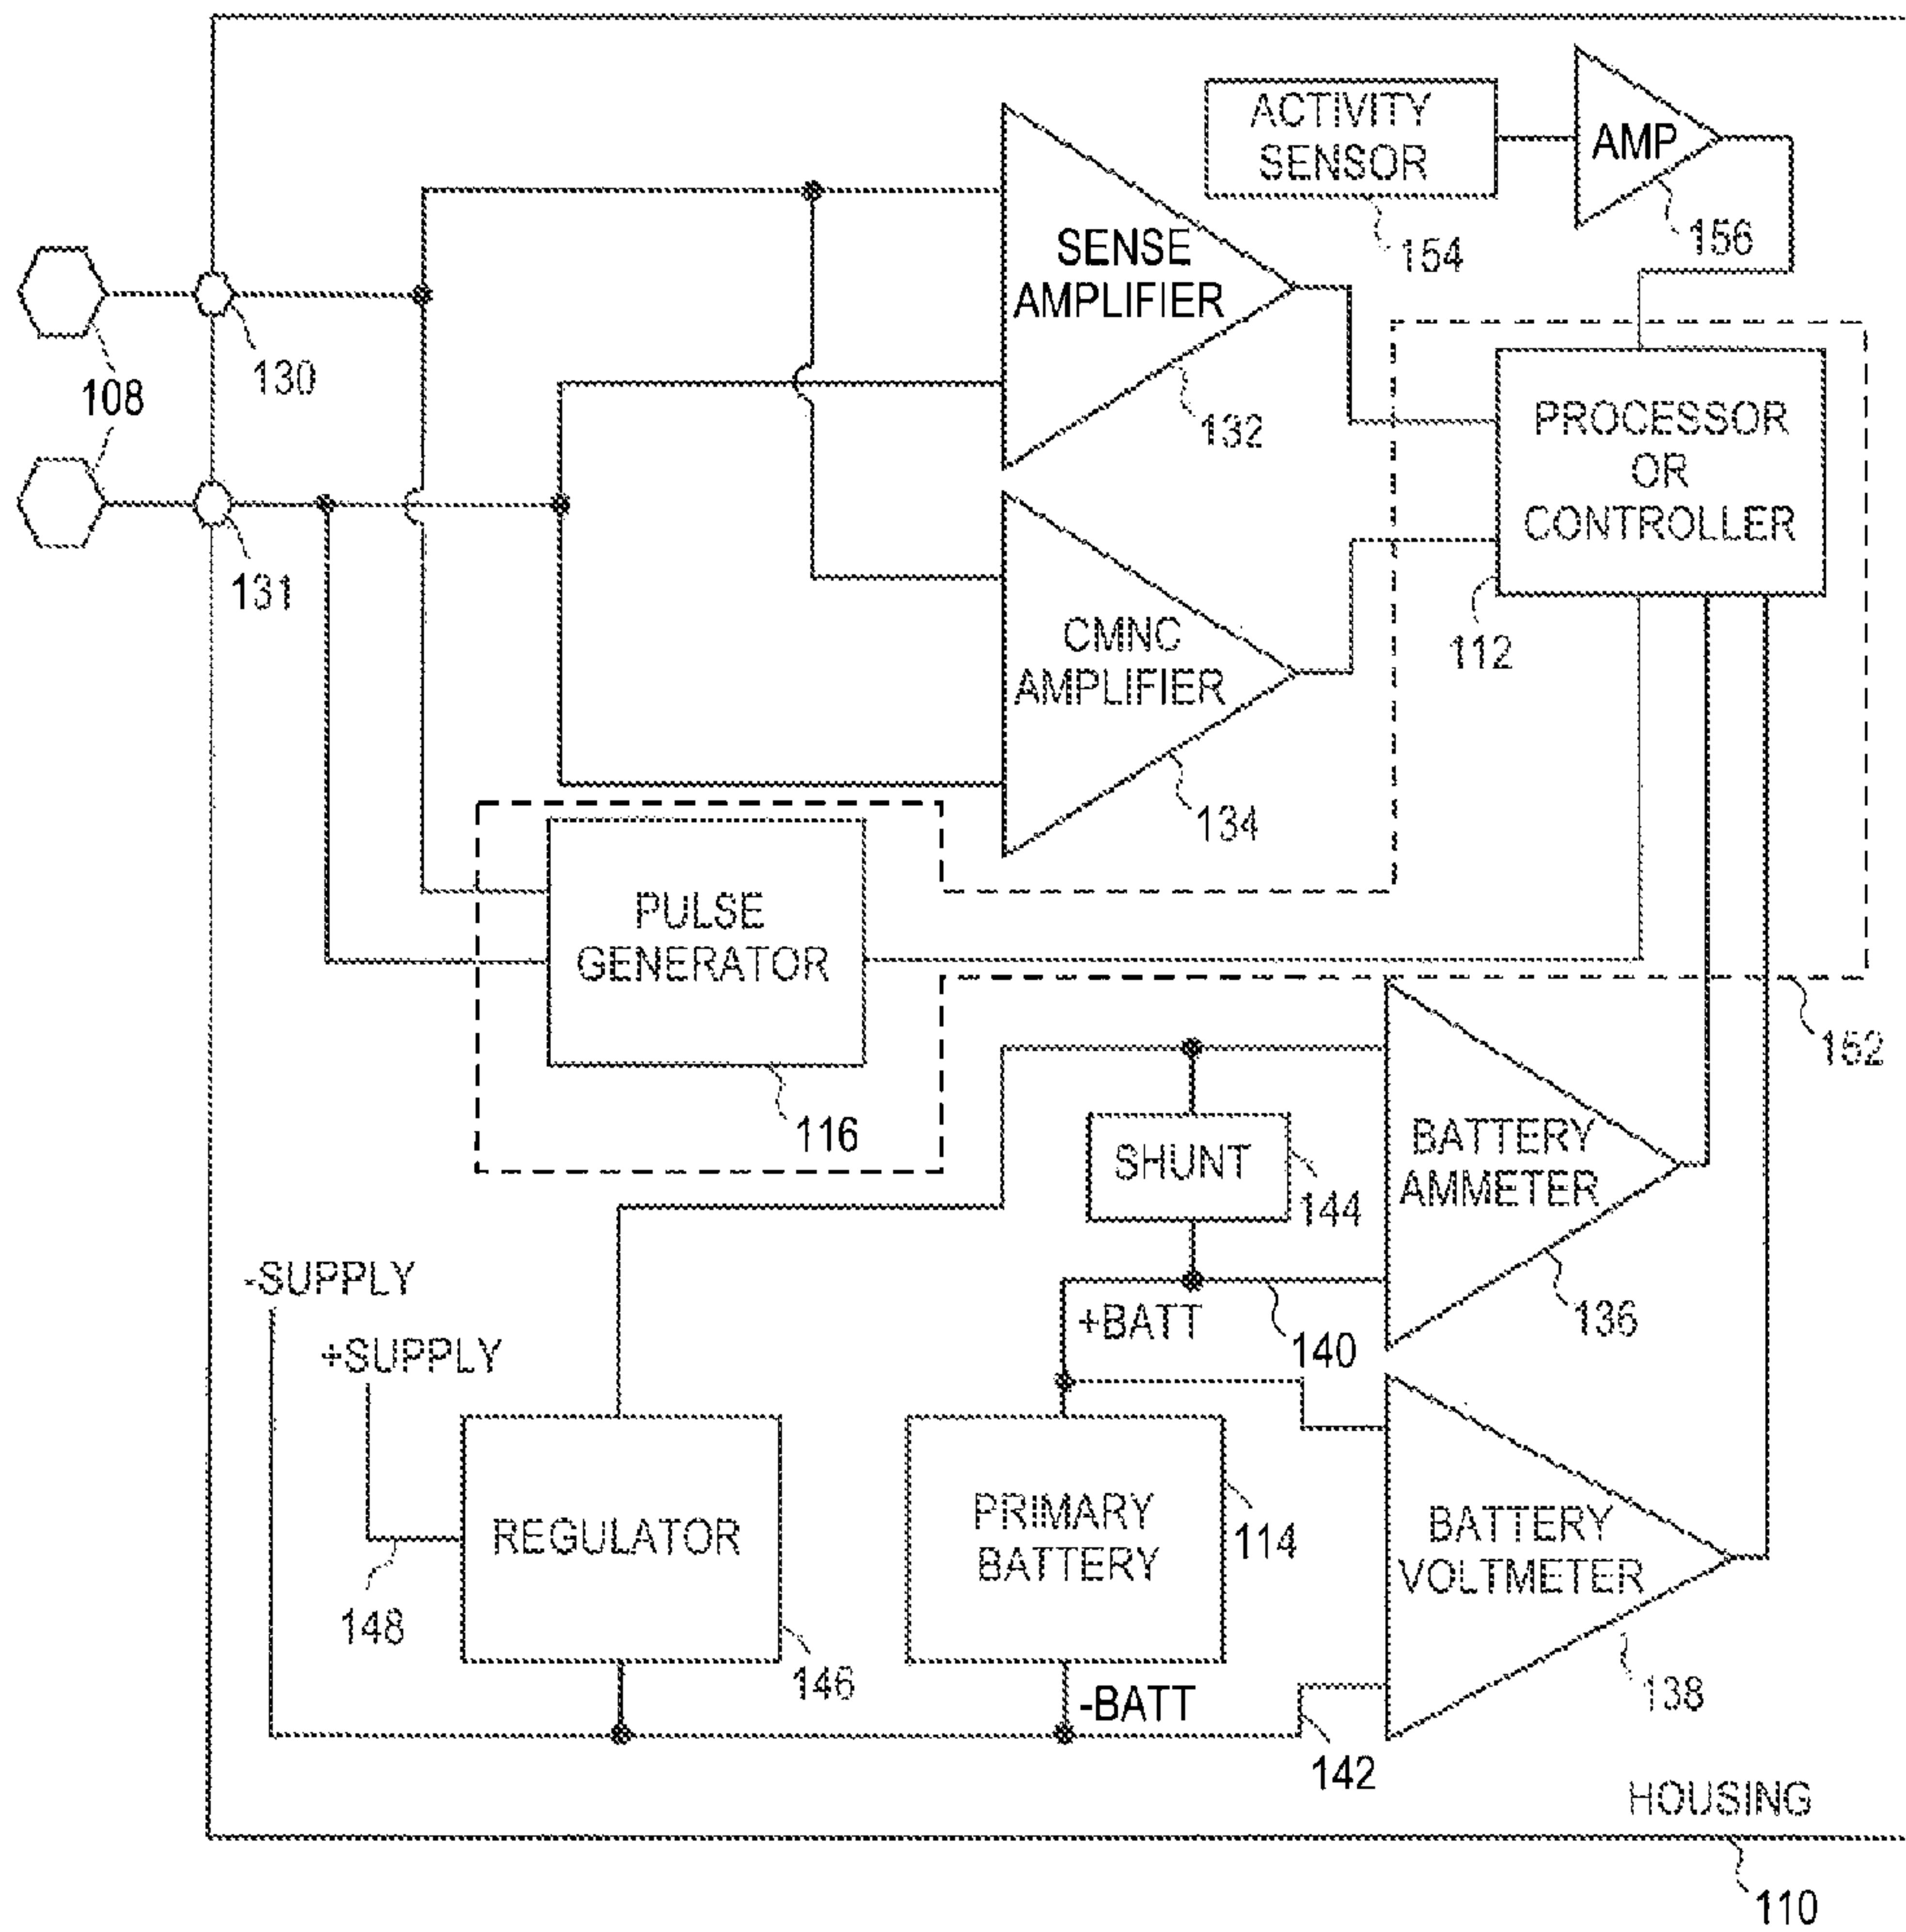 ACTIVITY
SENSOR
154
AMP
156
SENSE
AMPLIFIER
132
108
130
131
PROCESSOR
OR
CONTROLLER
112
CMNC
AMPLIFIER
134
PULSE
GENERATOR
116
152
SHUNT
144
BATTERY
AMMETER
136
-SUPPLY
+SUPPLY
+BATT
140
REGULATOR
148
146
PRIMARY
BATTERY
114
BATTERY
VOLTMETER
138
-BATT
142
HOUSING
110